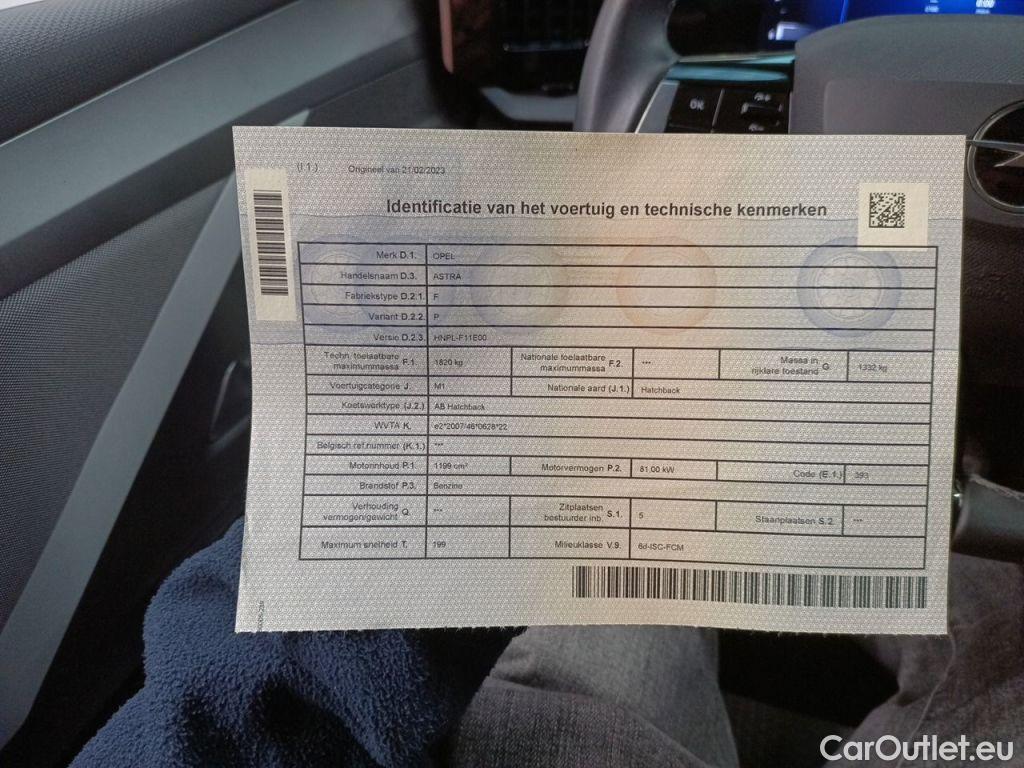 OK
(I.1.) Origineel van 21/02/2023
Identificatie van het voertuig en technische kenmerken
Merk D.1. OPEL
Handelsnaam D.3. ASTRA
Fabriekstype D.2.1. F
Variant D.2.2. P
Versie D.2.3. HNPL-F11E00
Techn. toelaatbare maximummassa F.1. 1820 kg Nationale toelaatbare maximummassa F.2. --- Massa in rijklare toestand G. 1332 kg
Voertuigcategorie J. M1 Nationale aard (J.1.) Hatchback
Koetswerktype (J.2.) AB Hatchback
WVTA K. e2*2007/46*0628*22
Belgisch ref.nummer (K.1.) ---
Motorinhoud P.1. 1199 cm³ Motorvermogen P.2. 81.00 kW Code (E.1.) 393
Brandstof P.3. Benzine
Verhouding vermogen/gewicht Q. --- Zitplaatsen bestuurder inb. S.1. 5 Staanplaatsen S.2. ---
Maximum snelheid T. 199 Milieuklasse V.9. 6d-ISC-FCM
CarOutlet.eu